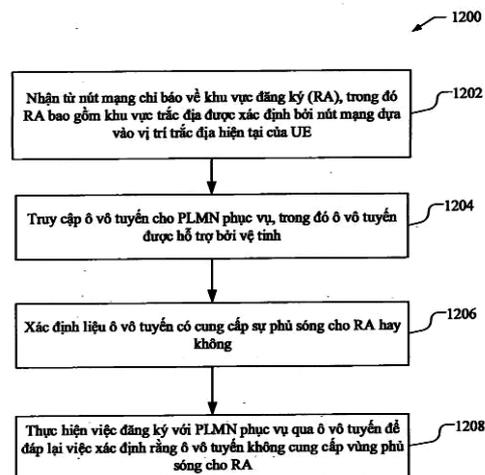 1200
Nhận từ nút mạng chỉ báo về khu vực đăng ký (RA), trong đó
RA bao gồm khu vực trắc địa được xác định bởi nút mạng dựa
vào vị trí trắc địa hiện tại của UE
1202
Truy cập ô vô tuyến cho PLMN phục vụ, trong đó ô vô tuyến
được hỗ trợ bởi vệ tinh
1204
Xác định liệu ô vô tuyến có cung cấp sự phủ sóng cho RA hay
không
1206
Thực hiện việc đăng ký với PLMN phục vụ qua ô vô tuyến để
đáp lại việc xác định rằng ô vô tuyến không cung cấp vùng phủ
sóng cho RA
1208